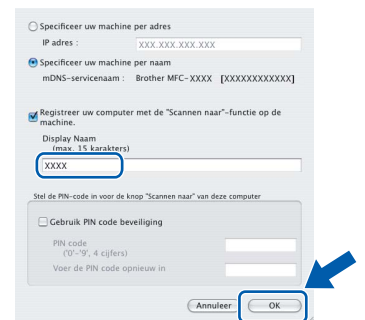 Specificeer uw machine per adres
IP adres : XXX.XXX.XXX.XXX
Specificeer uw machine per naam
mDNS-servicenaam : Brother MFC-XXXX [XXXXXXXXXXXX]
Registreer uw computer met de "Scannen naar"-functie op de
machine.
Display Naam
(max. 15 karakters)
XXXX
Stel de PIN-code in voor de knop "Scannen naar" van deze computer
Gebruik PIN code beveiliging
PIN code
('0'-'9', 4 cijfers)
Voer de PIN code opnieuw in
Annuleer OK